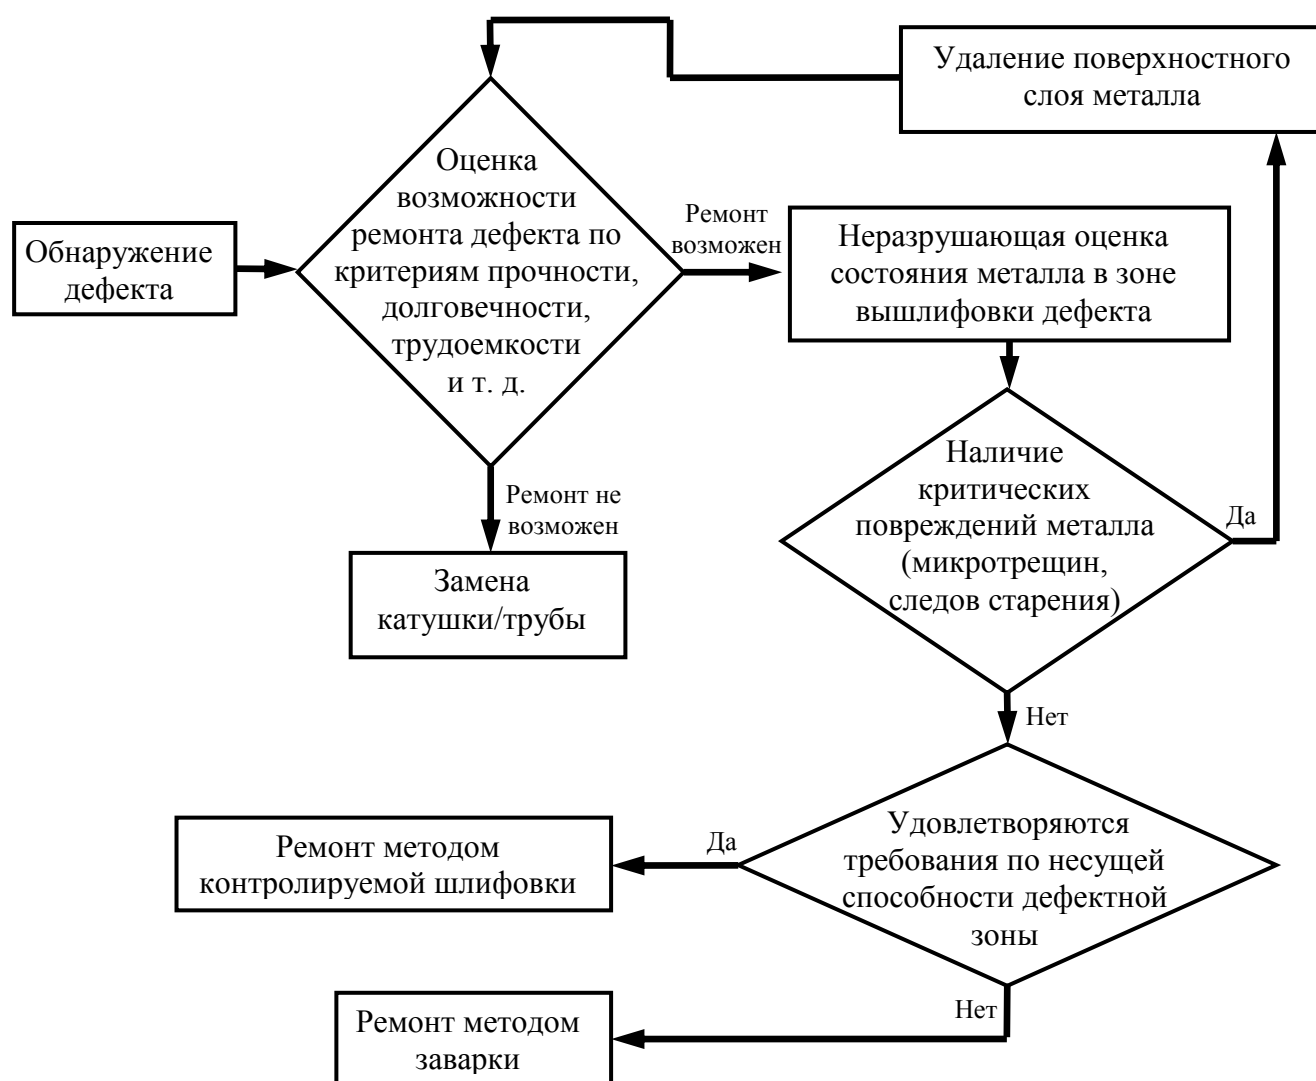 Удаление поверхностного
слоя металла
Оценка
возможности
ремонта дефекта по
критериям прочности,
долговечности,
трудоемкости
и т. д.
Обнаружение
дефекта
Ремонт
возможен
Неразрушающая оценка
состояния металла в зоне
вышлифовки дефекта
Ремонт не
возможен
Замена
катушки/трубы
Наличие
критических
повреждений металла
(микротрещин,
следов старения)
Да
Нет
Удовлетворяются
требования по несущей
способности дефектной
зоны
Да
Ремонт методом
контролируемой шлифовки
Нет
Ремонт методом
заварки